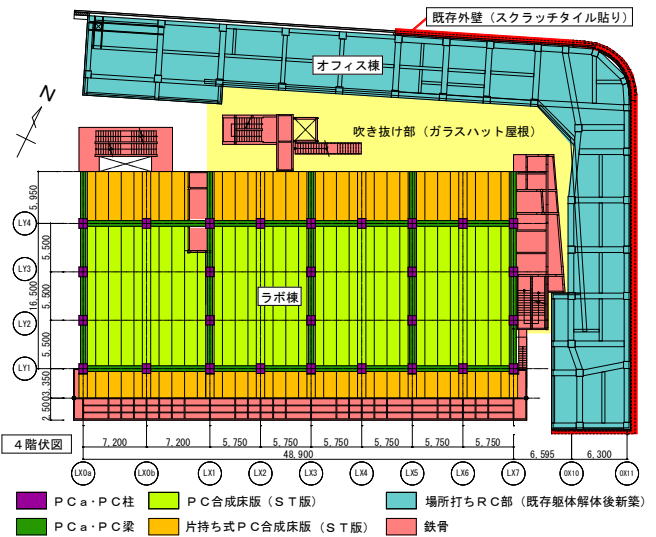 既存外壁（スクラッチタイル貼り）
オフィス棟
N
吹き抜け部（ガラスハット屋根）
5,950
LY4
5,500
LY3
16,500
5,500
ラボ棟
LY2
5,500
LY1
3,350
2,500
4階伏図
7,200 7,200 5,750 5,750 5,750 5,750 5,750 5,750
48,900 6,595 6,300
LX0a LX0b LX1 LX2 LX3 LX4 LX5 LX6 LX7 OX10 OX11
ＰＣａ・ＰＣ柱 ＰＣ合成床版（ＳＴ版） 場所打ちＲＣ部（既存躯体解体後新築）
ＰＣａ・ＰＣ梁 片持ち式ＰＣ合成床版（ＳＴ版） 鉄骨